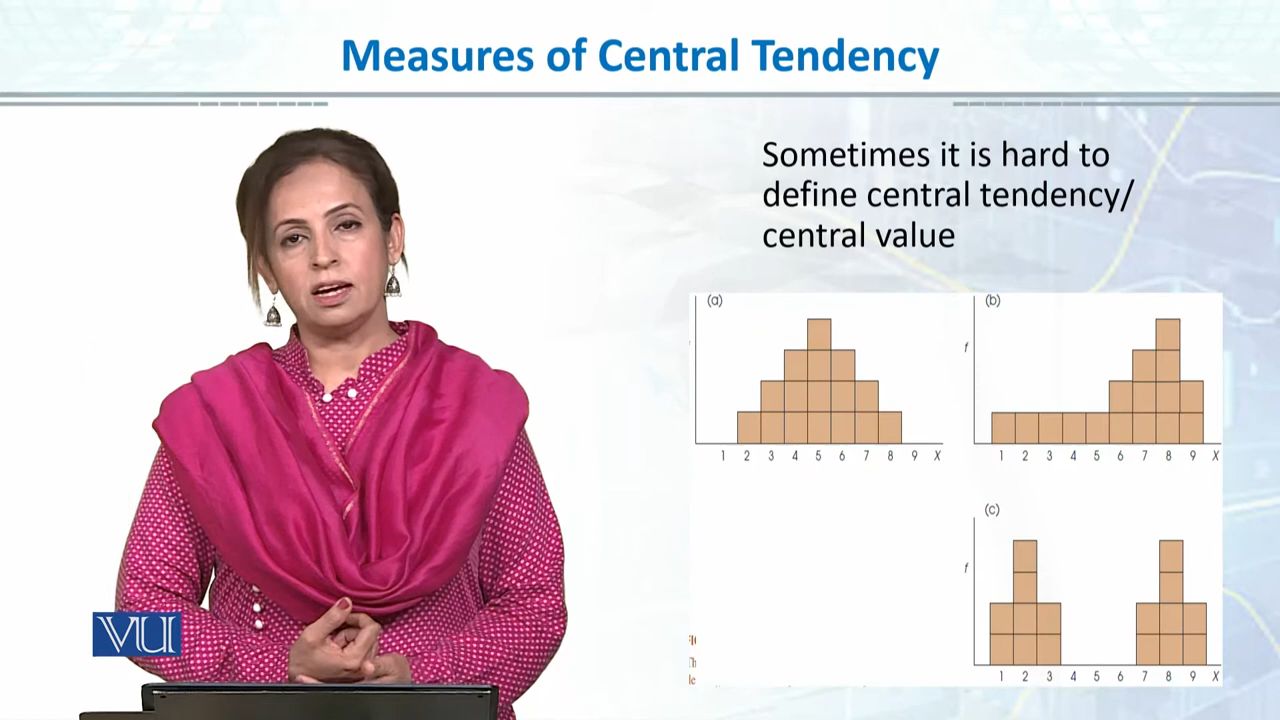 Measures of Central Tendency
Sometimes it is hard to
define central tendency/
central value
(a)
1 2 3 4 5 6 7 8 9 X
(b)
f
1 2 3 4 5 6 7 8 9 X
(c)
f
1 2 3 4 5 6 7 8 9 X
VU